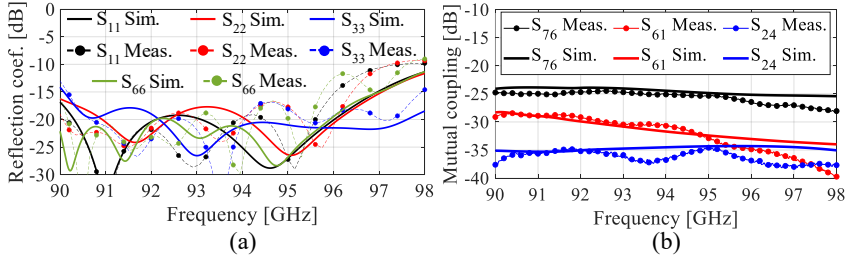 Reflection coef. [dB]
0
-5
-10
-15
-20
-25
-30
S11 Sim. S22 Sim. S33 Sim.
S11 Meas. S22 Meas. S33 Meas.
S66 Sim. S66 Meas.
90 91 92 93 94 95 96 97 98
Frequency [GHz]
(a)
Mutual coupling [dB]
-10
-15
-20
-25
-30
-35
-40
S76 Meas. S61 Meas. S24 Meas.
S76 Sim. S61 Sim. S24 Sim.
90 91 92 93 94 95 96 97 98
Frequency [GHz]
(b)